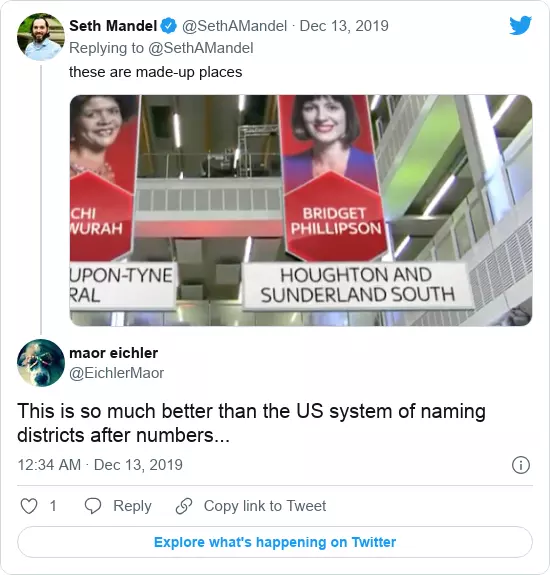 Seth Mandel @SethAMandel · Dec 13, 2019
Replying to @SethAMandel
these are made-up places
CHI
WURAH
BRIDGET
PHILLIPSON
UPON-TYNE
RAL
HOUGHTON AND
SUNDERLAND SOUTH
maor eichler
@EichlerMaor
This is so much better than the US system of naming
districts after numbers...
12:34 AM · Dec 13, 2019
1 Reply Copy link to Tweet
Explore what's happening on Twitter